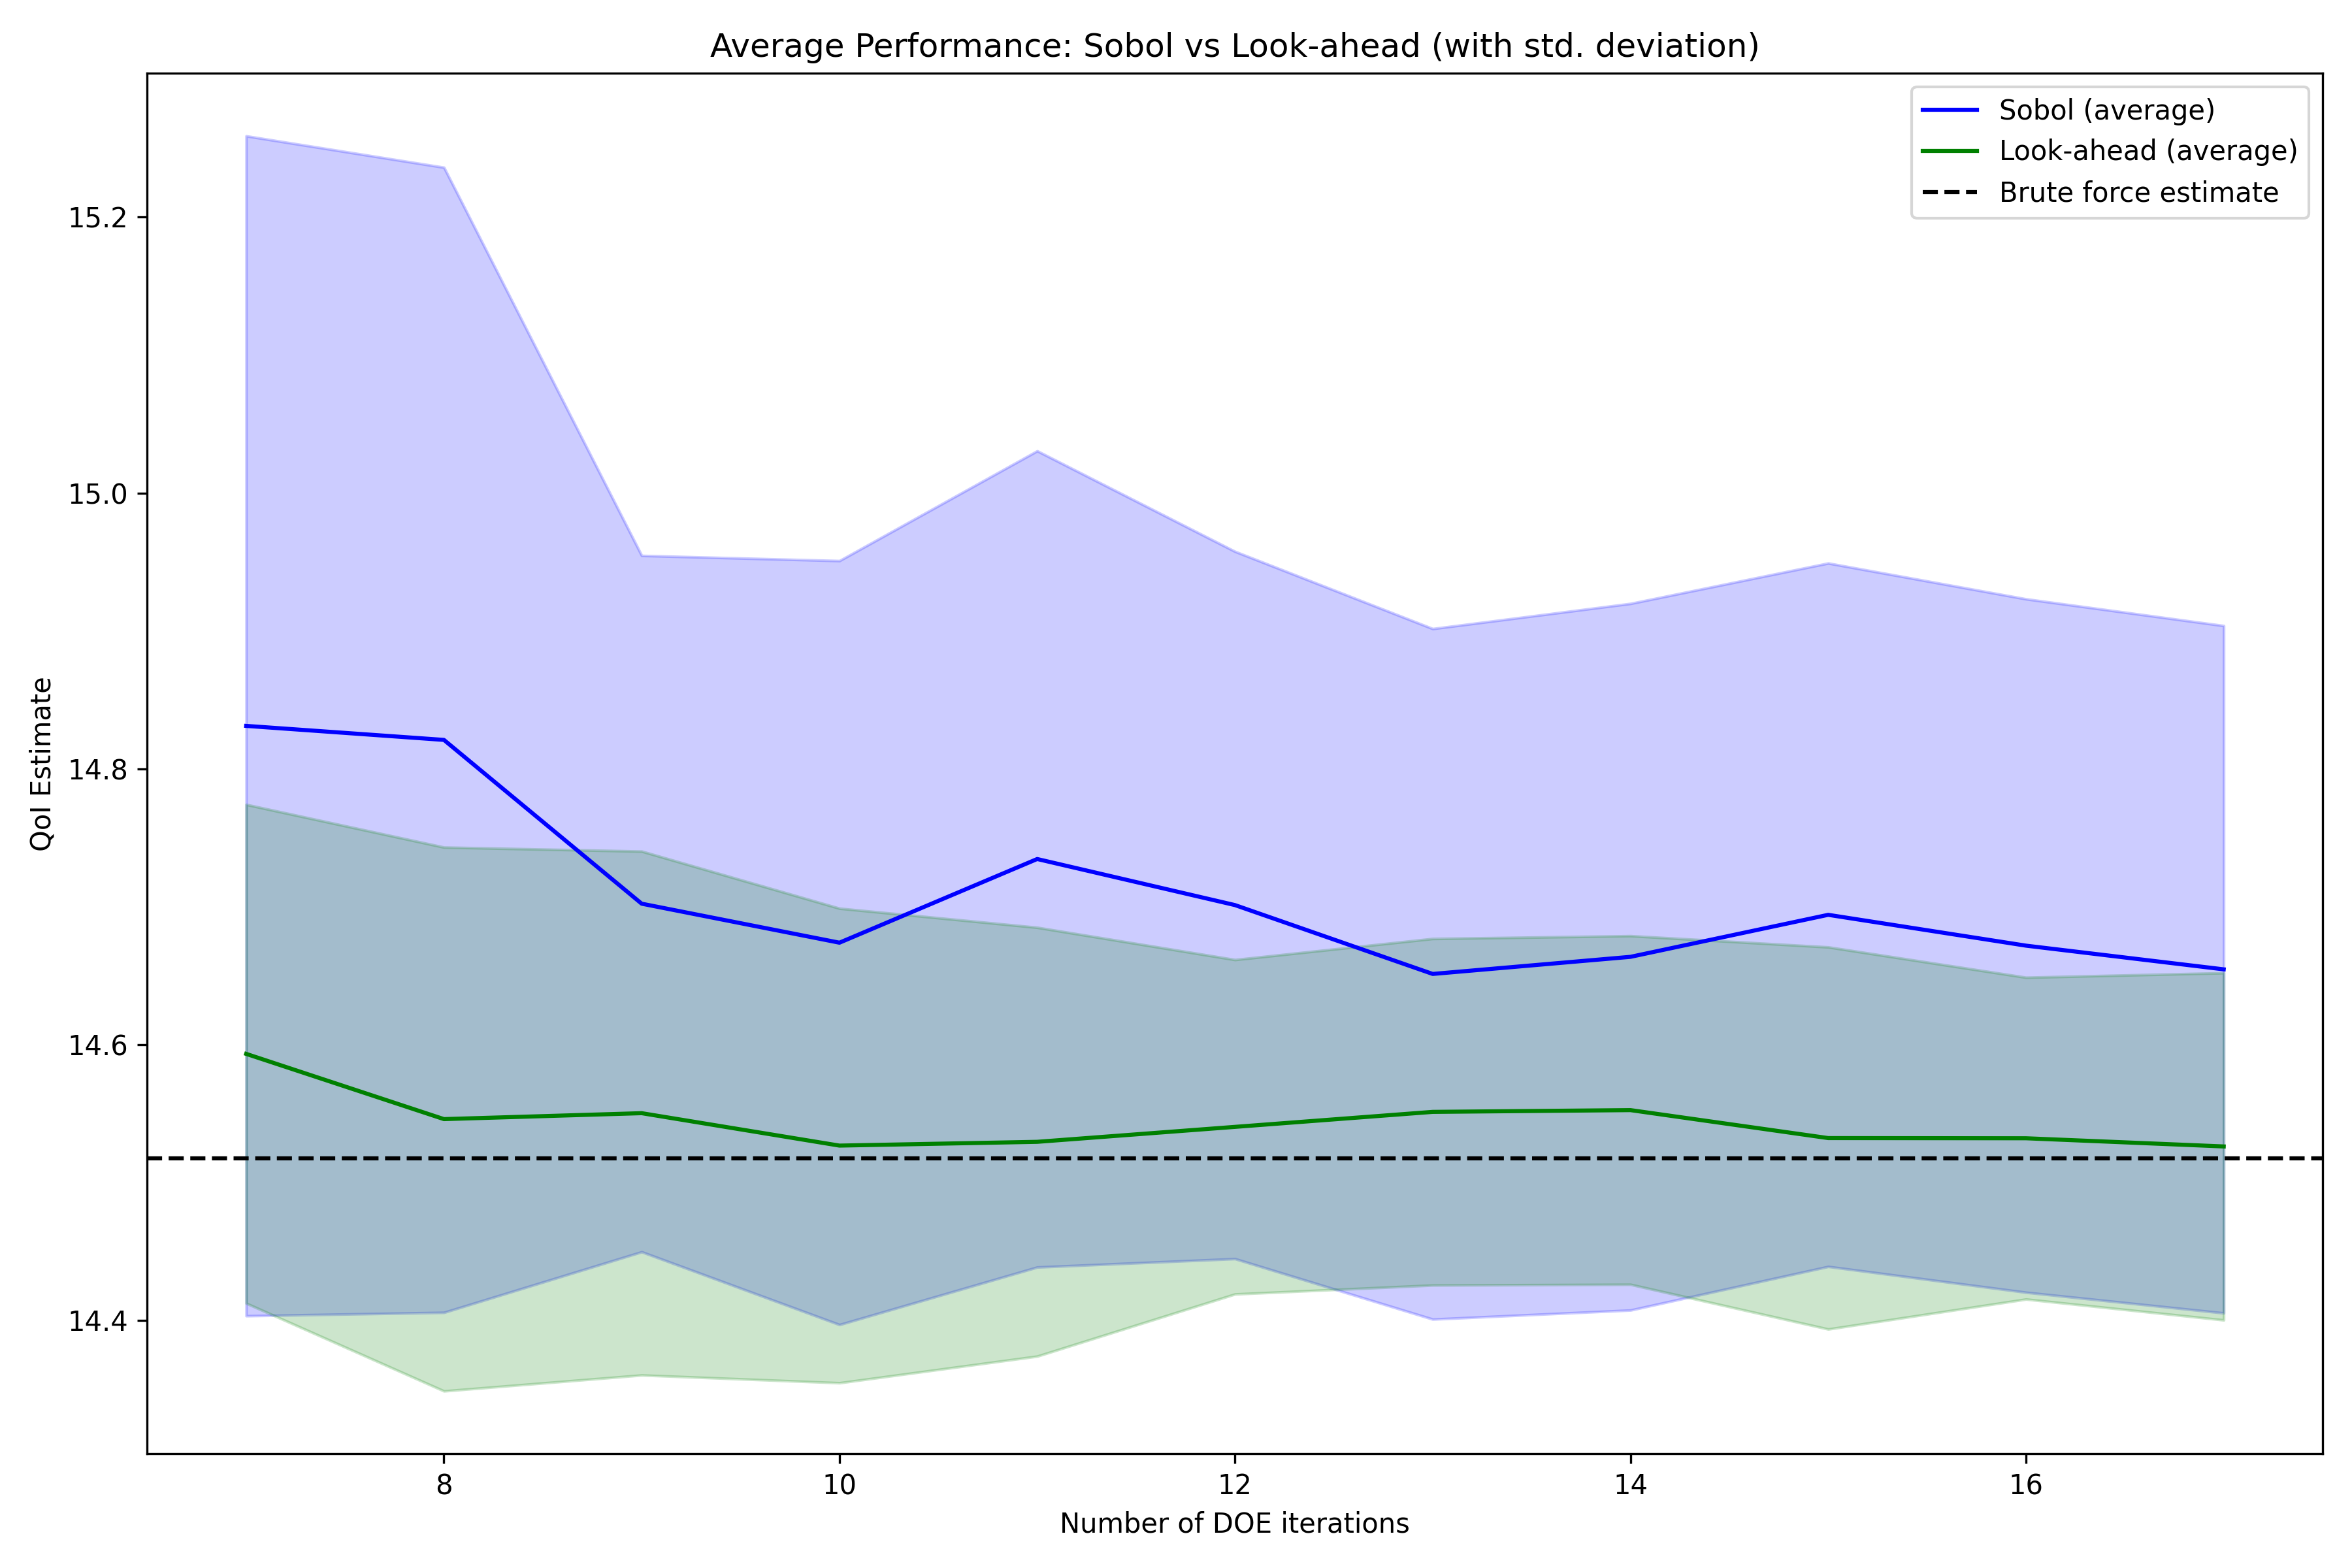 Average Performance: Sobol vs Look-ahead (with std. deviation)
Sobol (average)
Look-ahead (average)
Brute force estimate
15.2
15.0
14.8
14.6
14.4
QoI Estimate
8
10
12
14
16
Number of DOE iterations